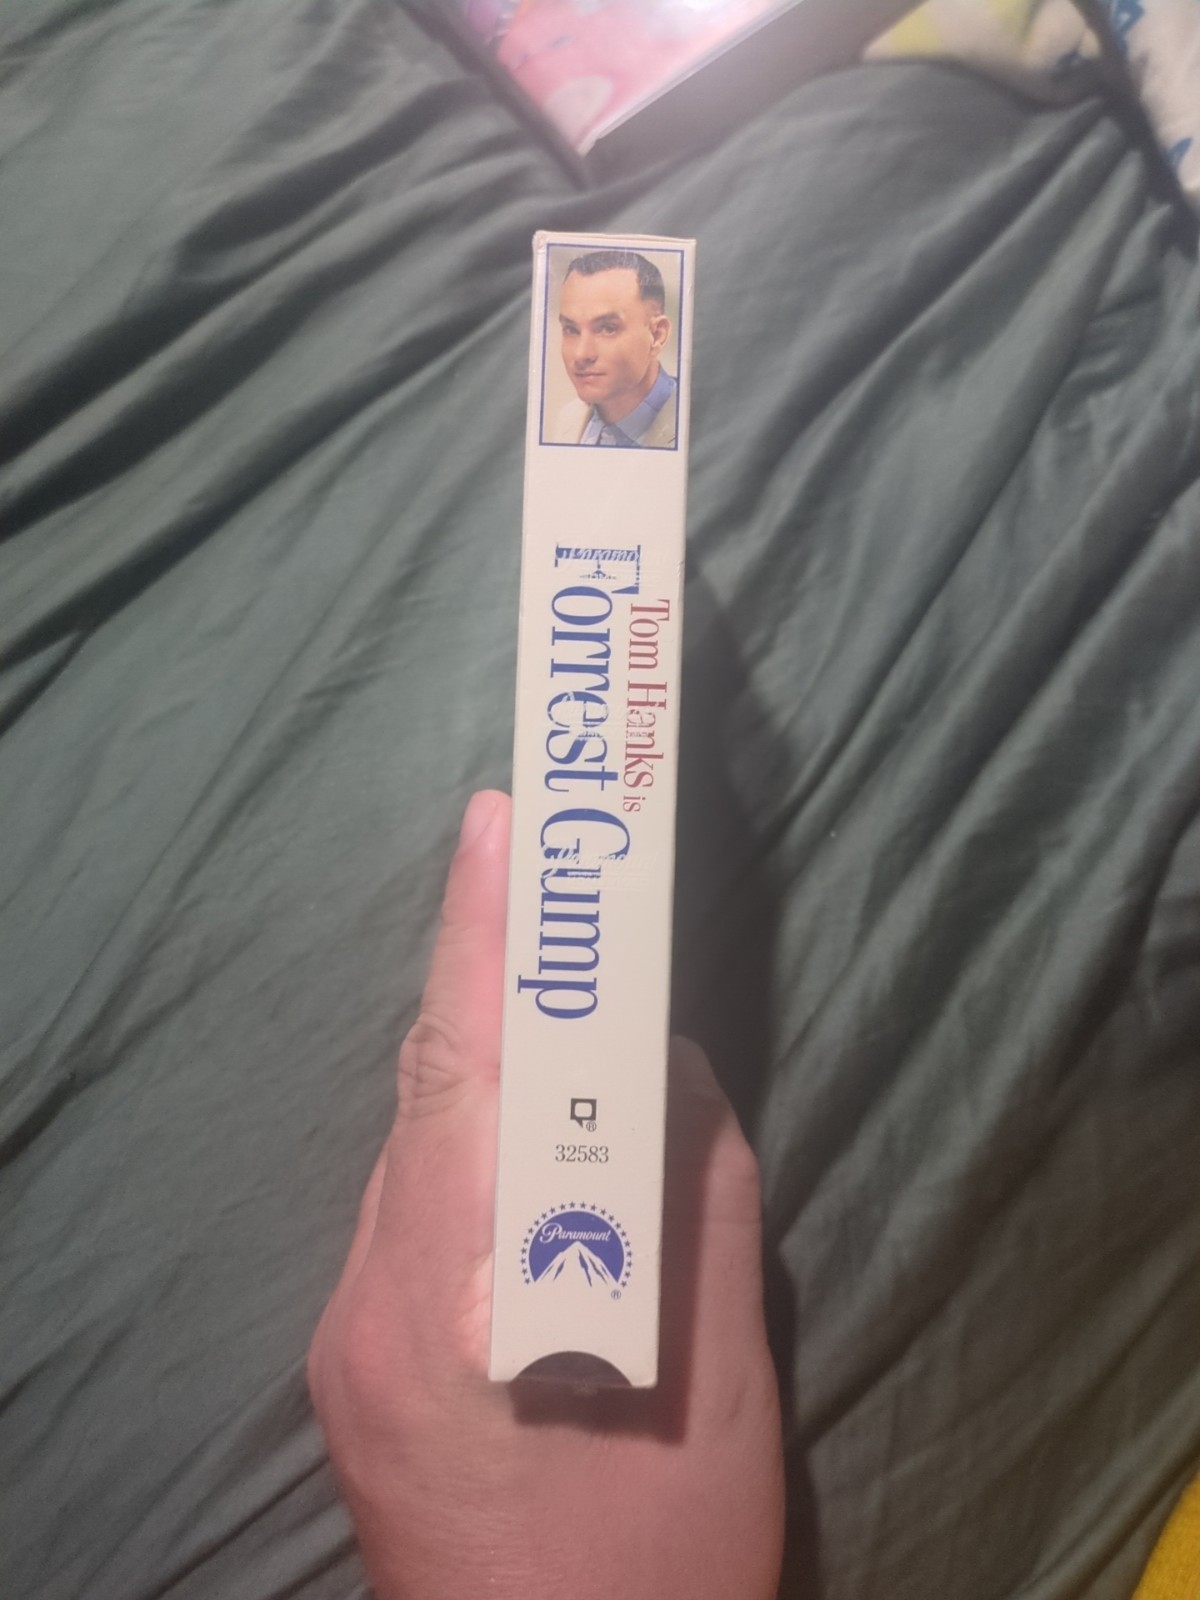 Tom Hanks is
Forrest Gump
®
32583
Paramount
®